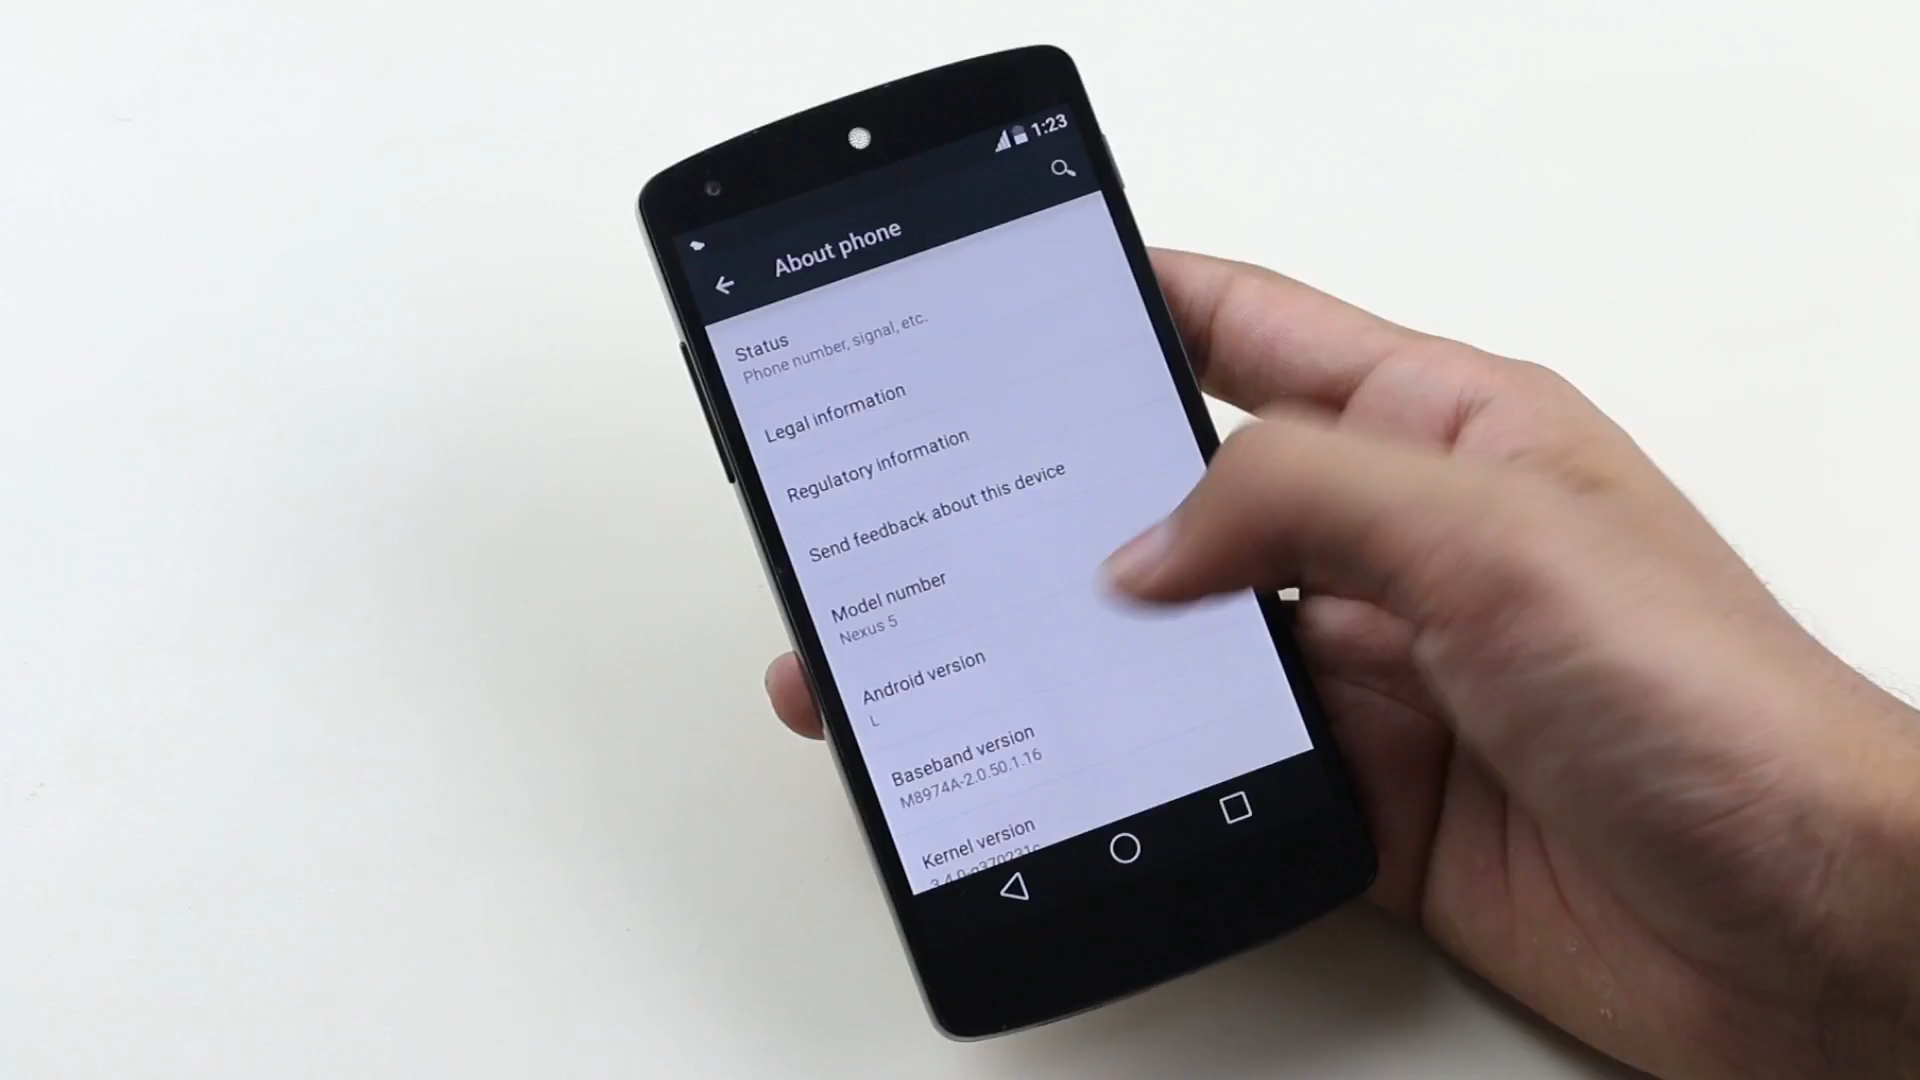 1:23
About phone
Status
Phone number, signal, etc.
Legal information
Regulatory information
Send feedback about this device
Model number
Nexus 5
Android version
L
Baseband version
M8974A-2.0.50.1.16
Kernel version